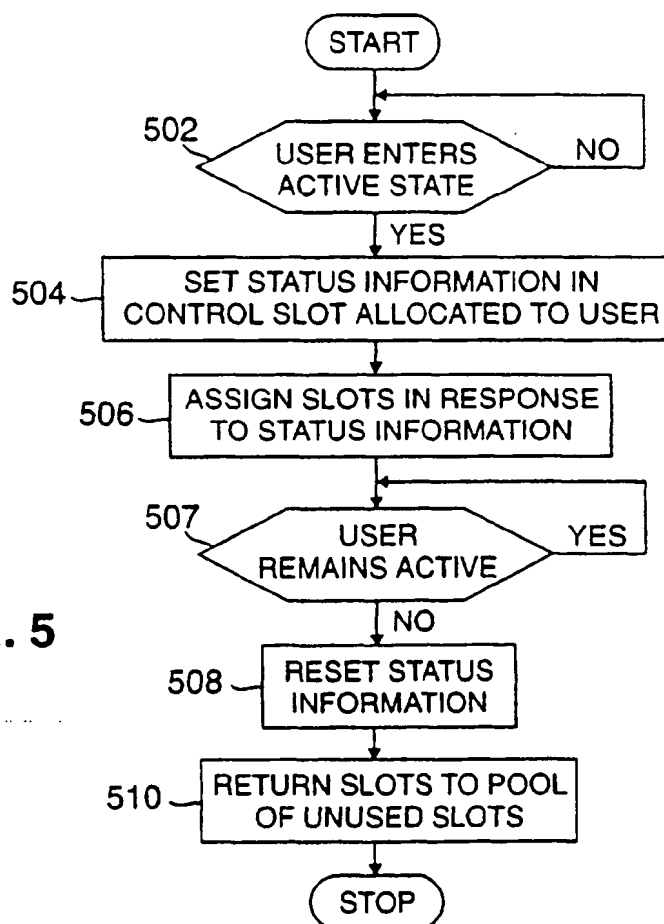 START
502
USER ENTERS
ACTIVE STATE
NO
YES
504
SET STATUS INFORMATION IN
CONTROL SLOT ALLOCATED TO USER
506
ASSIGN SLOTS IN RESPONSE
TO STATUS INFORMATION
507
USER
REMAINS ACTIVE
YES
NO
. 5
508
RESET STATUS
INFORMATION
510
RETURN SLOTS TO POOL
OF UNUSED SLOTS
STOP